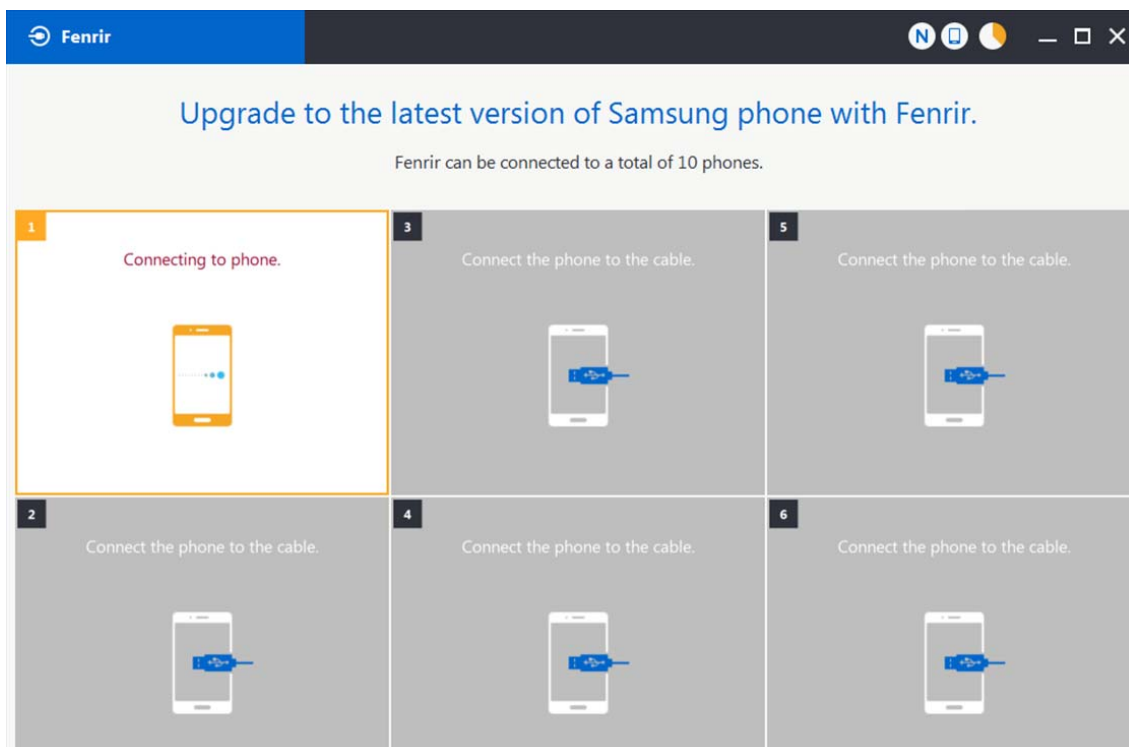 Fenrir
N
Upgrade to the latest version of Samsung phone with Fenrir.
Fenrir can be connected to a total of 10 phones.
1
Connecting to phone.
3
Connect the phone to the cable.
5
Connect the phone to the cable.
2
Connect the phone to the cable.
4
Connect the phone to the cable.
6
Connect the phone to the cable.